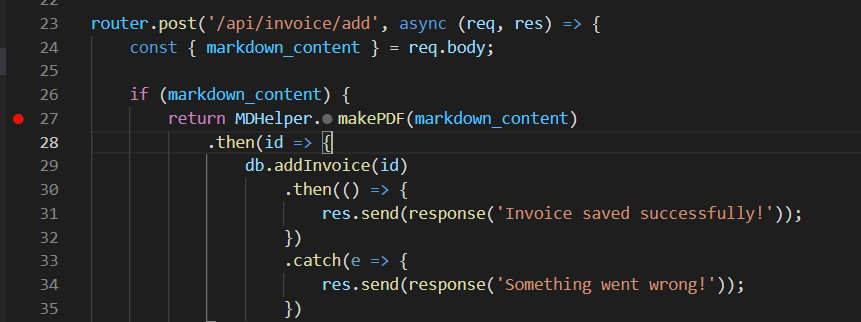 22
23 router.post('/api/invoice/add', async (req, res) => {
24 const { markdown_content } = req.body;
25
26 if (markdown_content) {
27 return MDHelper.makePDF(markdown_content)
28 .then(id => {
29 db.addInvoice(id)
30 .then(() => {
31 res.send(response('Invoice saved successfully!'));
32 })
33 .catch(e => {
34 res.send(response('Something went wrong!'));
35 })